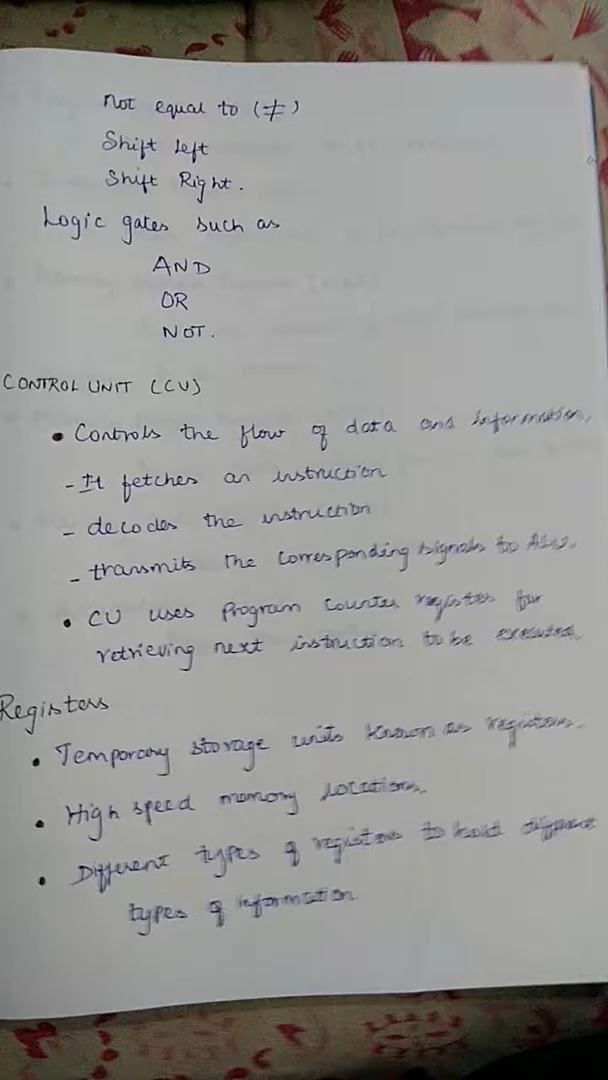 Not equal to (≠)
Shift Left
Shift Right.
Logic gates such as
AND
OR
NOT.
CONTROL UNIT (CU)
• Controls the flow of data and information.
- It fetches an instruction
- decodes the instruction
- transmits the corresponding signals to ALU.
• CU uses Program Counter register for
retrieving next instruction to be executed
Registers
• Temporary storage units known as registers.
• High speed memory locations.
• Different types of registers to hold different
types of information